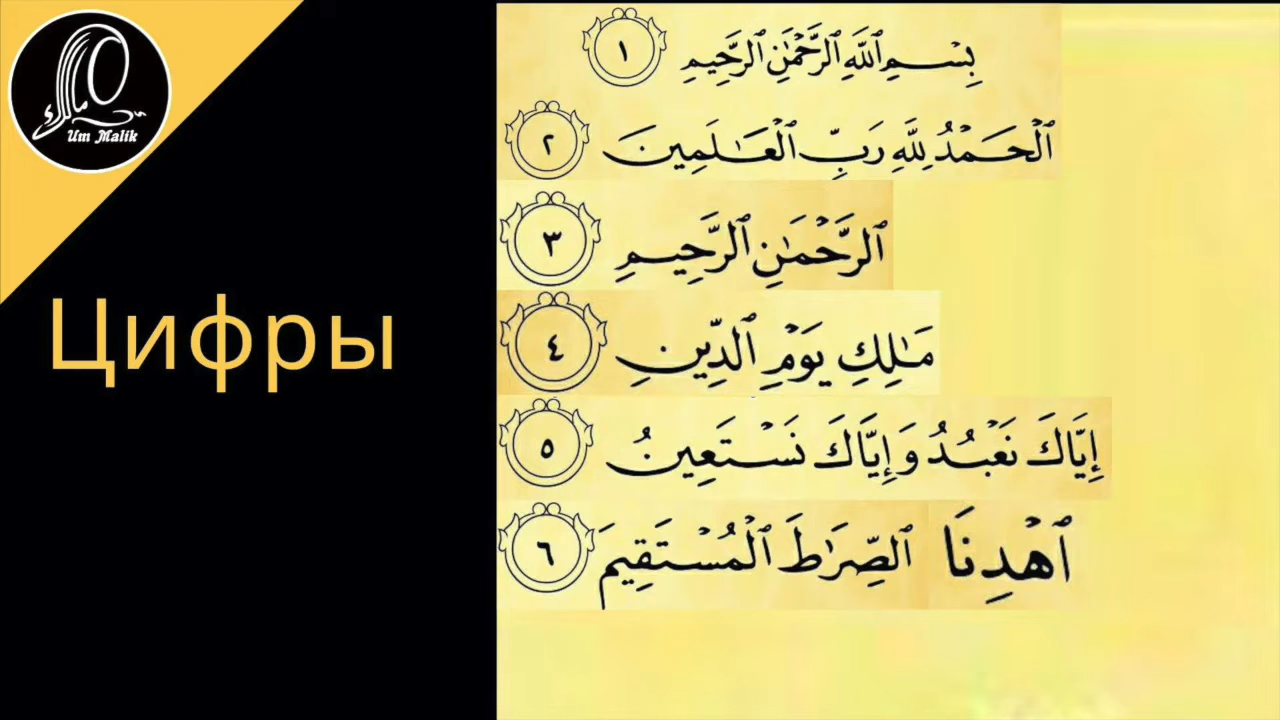 Um Malik
Цифры
بِسْمِ ٱللَّهِ ٱلرَّحْمَٰنِ ٱلرَّحِيمِ ١
ٱلْحَمْدُ لِلَّهِ رَبِّ ٱلْعَٰلَمِينَ ٢
ٱلرَّحْمَٰنِ ٱلرَّحِيمِ ٣
مَٰلِكِ يَوْمِ ٱلدِّينِ ٤
إِيَّاكَ نَعْبُدُ وَإِيَّاكَ نَسْتَعِينُ ٥
ٱهْدِنَا ٱلصِّرَٰطَ ٱلْمُسْتَقِيمَ ٦